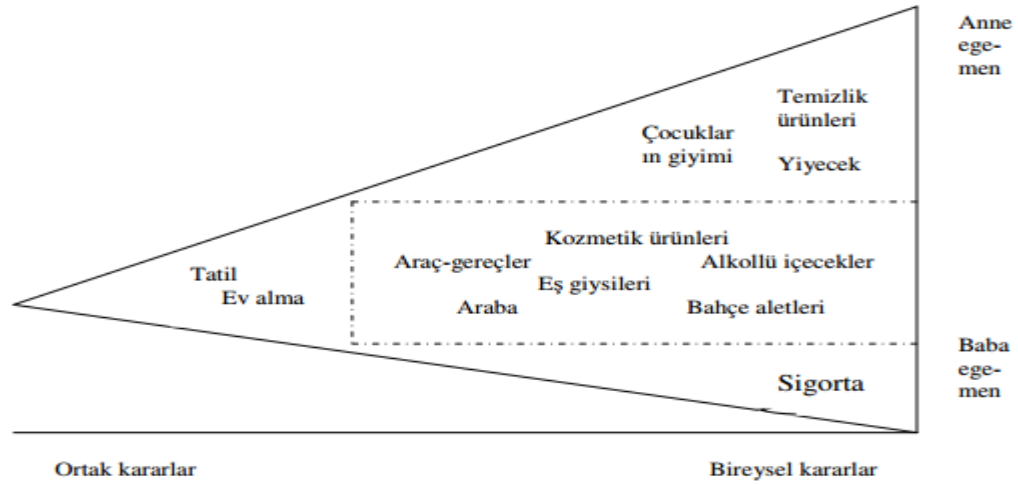 Anne
ege-
men
Temizlik
ürünleri
Çocuklar
ın giyimi
Yiyecek
Kozmetik ürünleri
Araç-gereçler
Alkollü içecekler
Tatil
Eş giysileri
Ev alma
Araba
Bahçe aletleri
Baba
ege-
men
Sigorta
Ortak kararlar
Bireysel kararlar